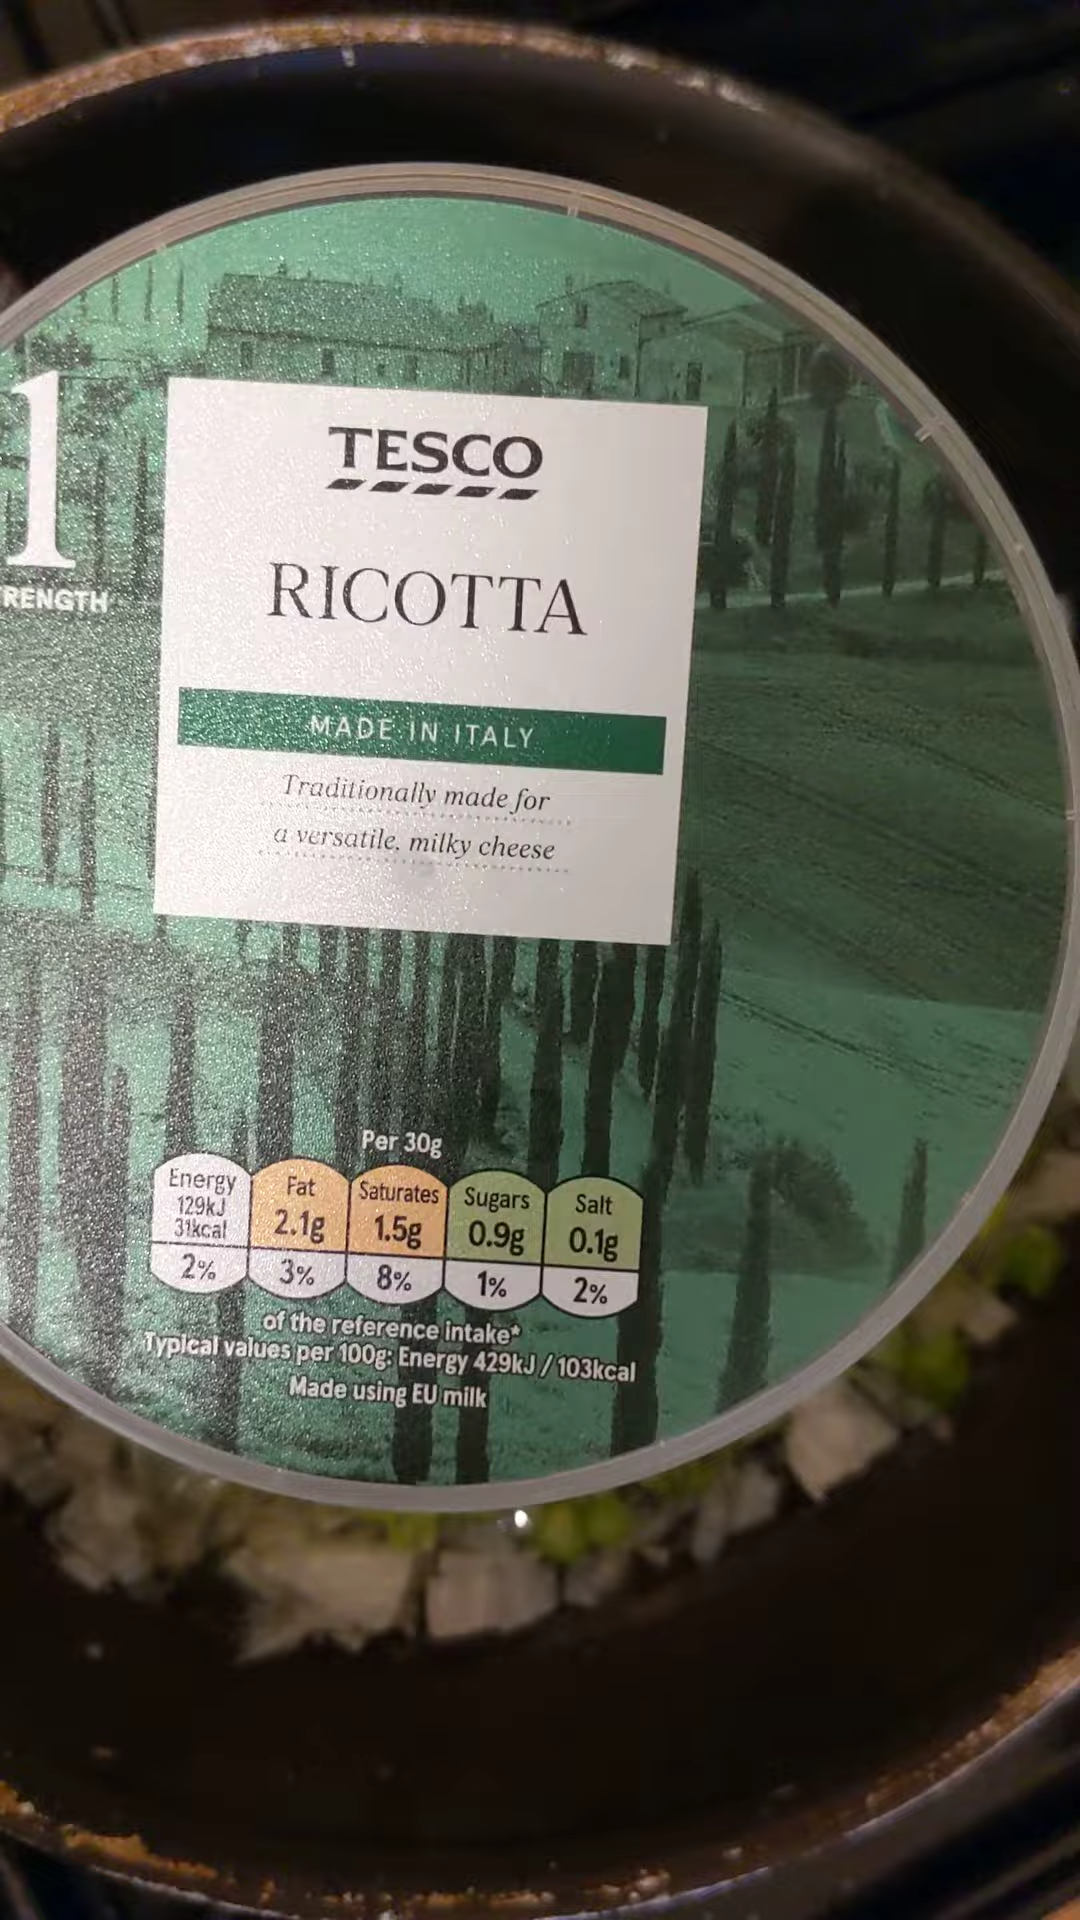 1
TESCO
RICOTTA
MADE IN ITALY
Traditionally made for
a versatile, milky cheese
Per 30g
Energy 129kJ 31kcal 2%
Fat 2.1g 3%
Saturates 1.5g 8%
Sugars 0.9g 1%
Salt 0.1g 2%
of the reference intake*
Typical values per 100g: Energy 429kJ / 103kcal
Made using EU milk